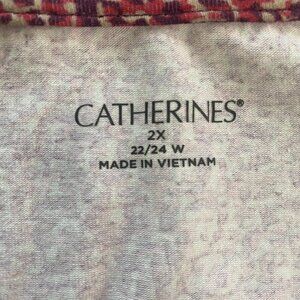 CATHERINES®
2X
22/24 W
MADE IN VIETNAM